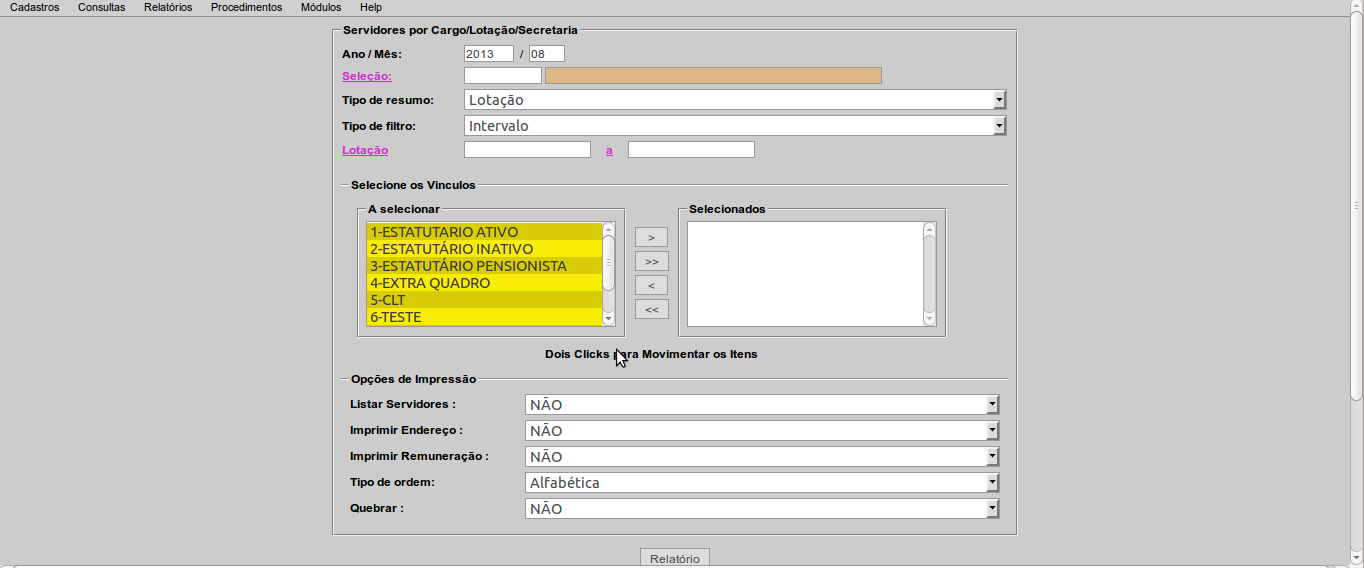 Cadastros Consultas Relatórios Procedimentos Módulos Help
Servidores por Cargo/Lotação/Secretaria
Ano / Mês: 2013 / 08
Seleção:
Tipo de resumo: Lotação
Tipo de filtro: Intervalo
Lotação a
Selecione os Vinculos
A selecionar Selecionados
1-ESTATUTARIO ATIVO
2-ESTATUTÁRIO INATIVO
3-ESTATUTÁRIO PENSIONISTA
4-EXTRA QUADRO
5-CLT
6-TESTE
>
>>
<
<<
Dois Clicks para Movimentar os Itens
Opções de Impressão
Listar Servidores : NÃO
Imprimir Endereço : NÃO
Imprimir Remuneração : NÃO
Tipo de ordem: Alfabética
Quebrar : NÃO
Relatório